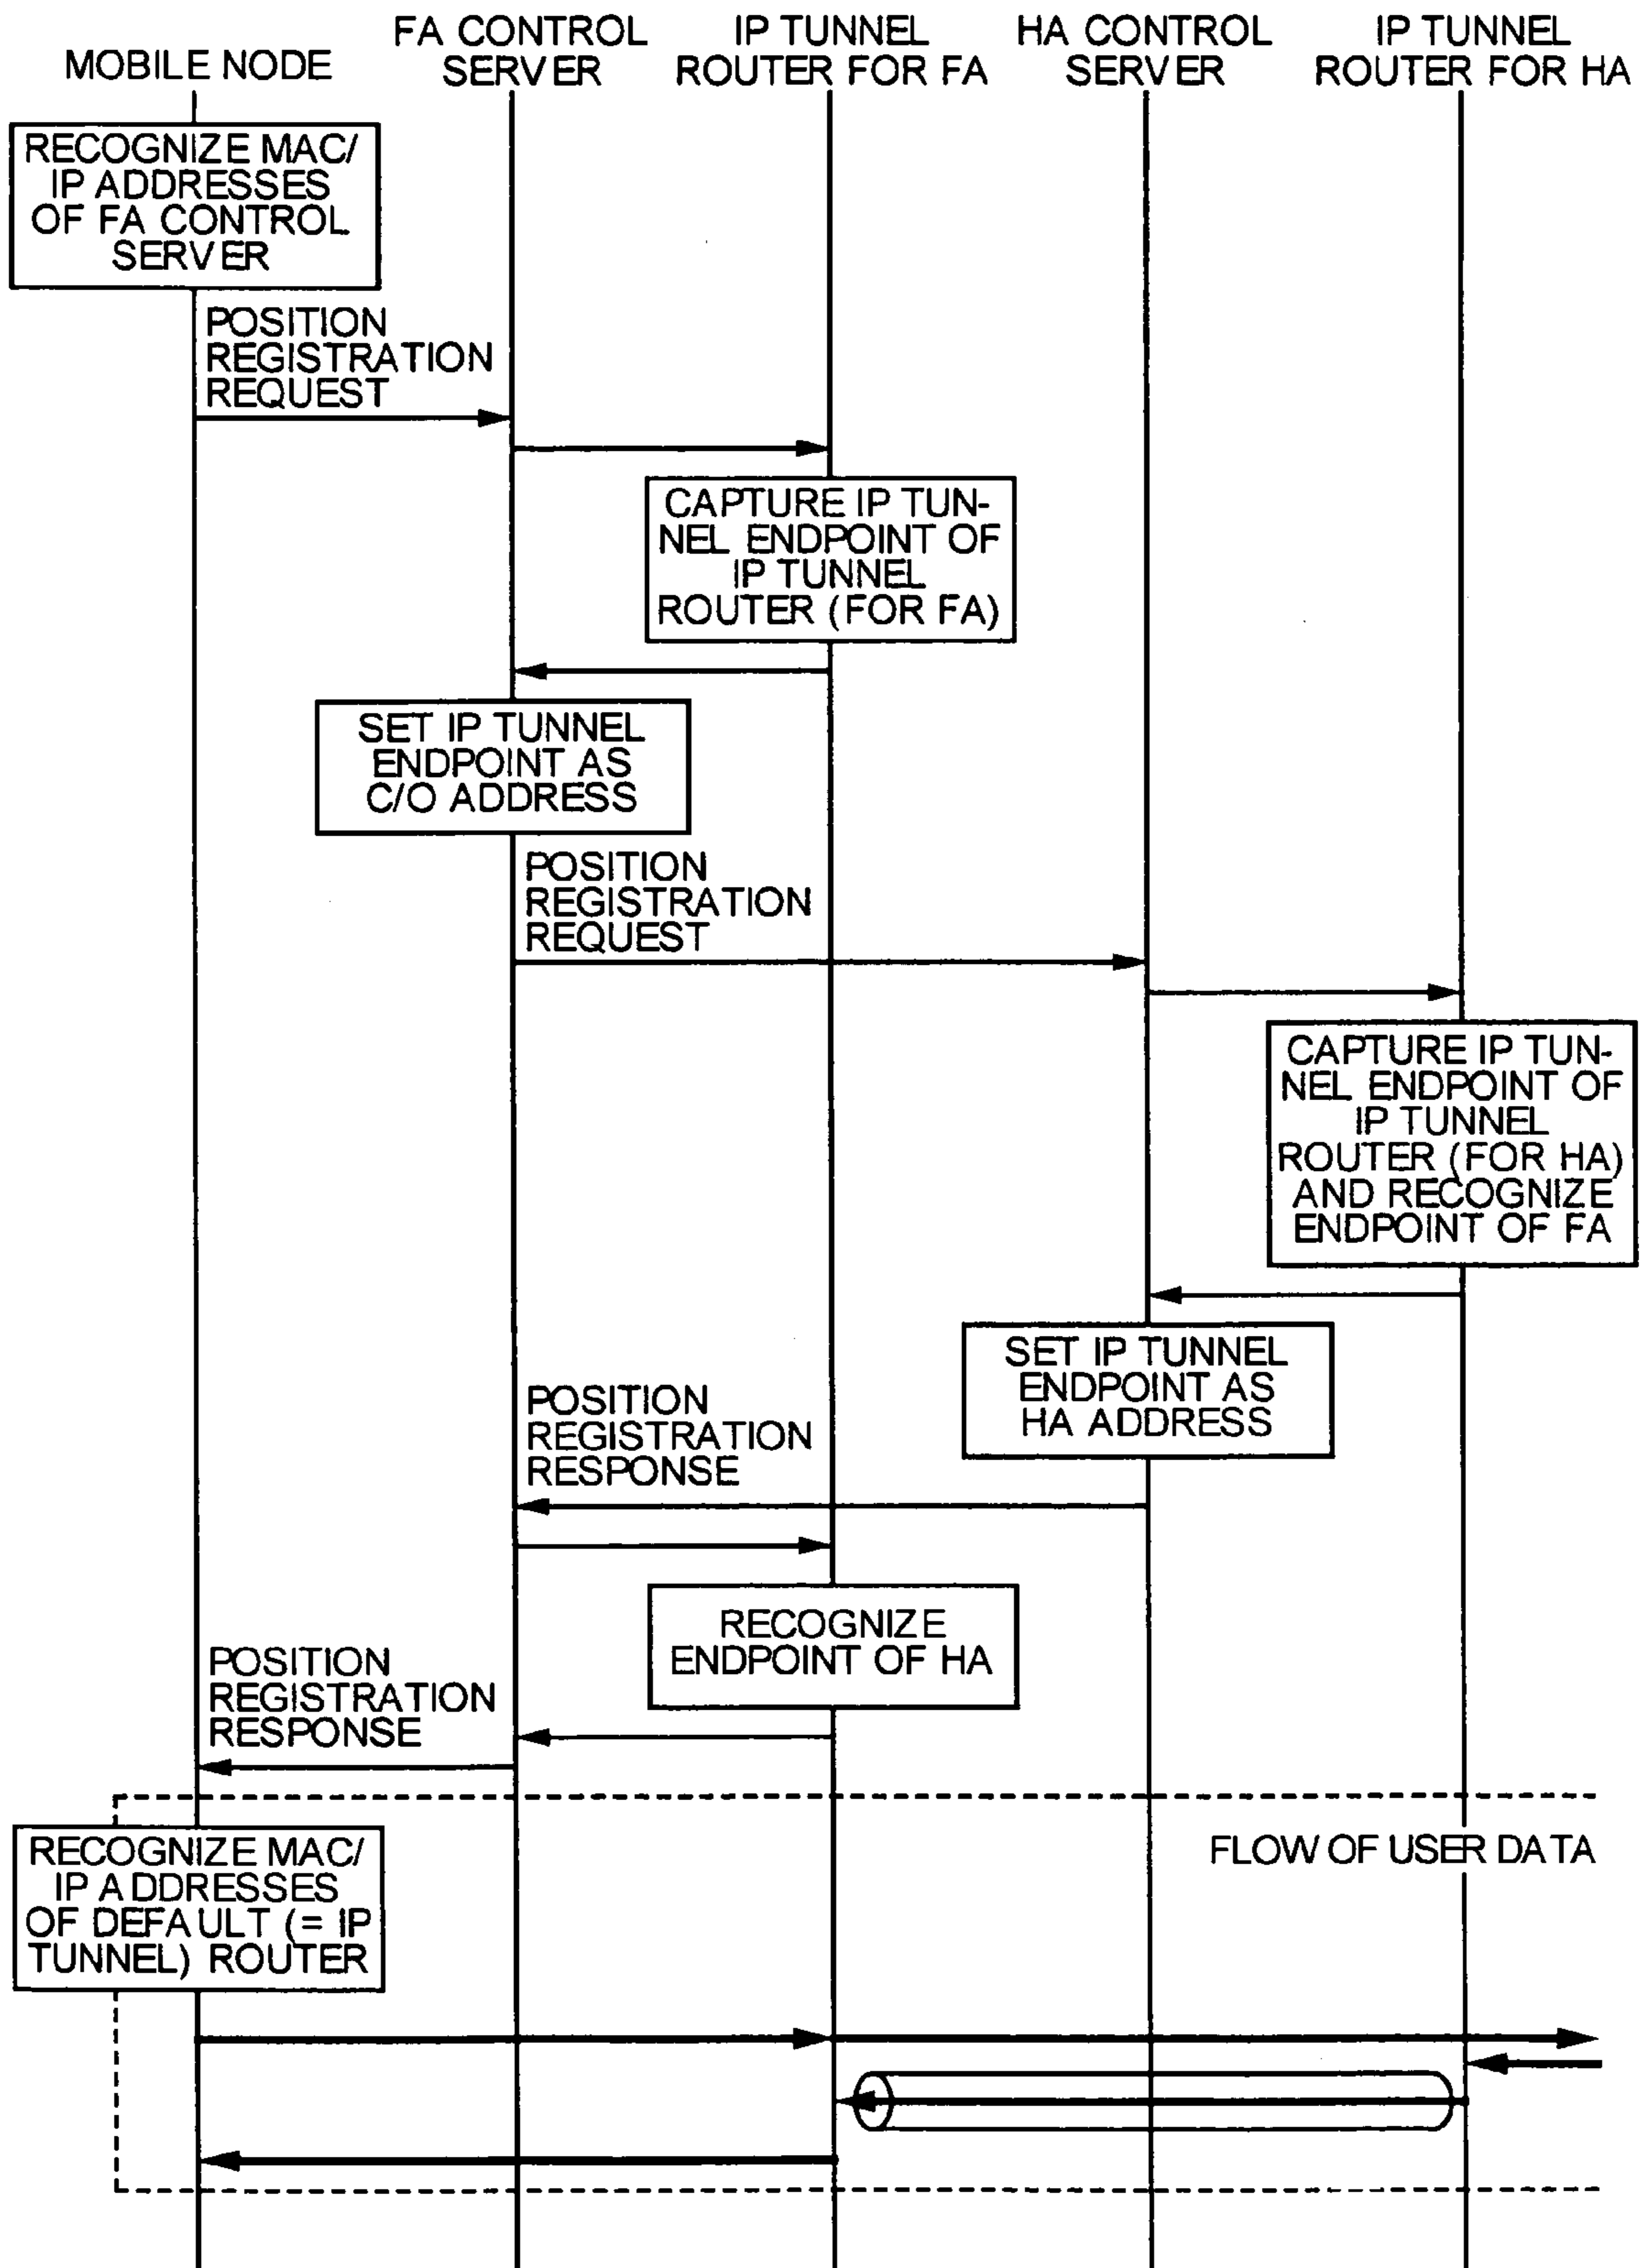 MOBILE NODE
FA CONTROL
SERVER
IP TUNNEL
ROUTER FOR FA
HA CONTROL
SERVER
IP TUNNEL
ROUTER FOR HA
RECOGNIZE MAC/
IP ADDRESSES
OF FA CONTROL
SERVER
POSITION
REGISTRATION
REQUEST
CAPTURE IP TUN-
NEL ENDPOINT OF
IP TUNNEL
ROUTER (FOR FA)
SET IP TUNNEL
ENDPOINT AS
C/O ADDRESS
POSITION
REGISTRATION
REQUEST
CAPTURE IP TUN-
NEL ENDPOINT OF
IP TUNNEL
ROUTER (FOR HA)
AND RECOGNIZE
ENDPOINT OF FA
SET IP TUNNEL
ENDPOINT AS
HA ADDRESS
POSITION
REGISTRATION
RESPONSE
RECOGNIZE
ENDPOINT OF HA
POSITION
REGISTRATION
RESPONSE
RECOGNIZE MAC/
IP ADDRESSES
OF DEFAULT (= IP
TUNNEL) ROUTER
FLOW OF USER DATA